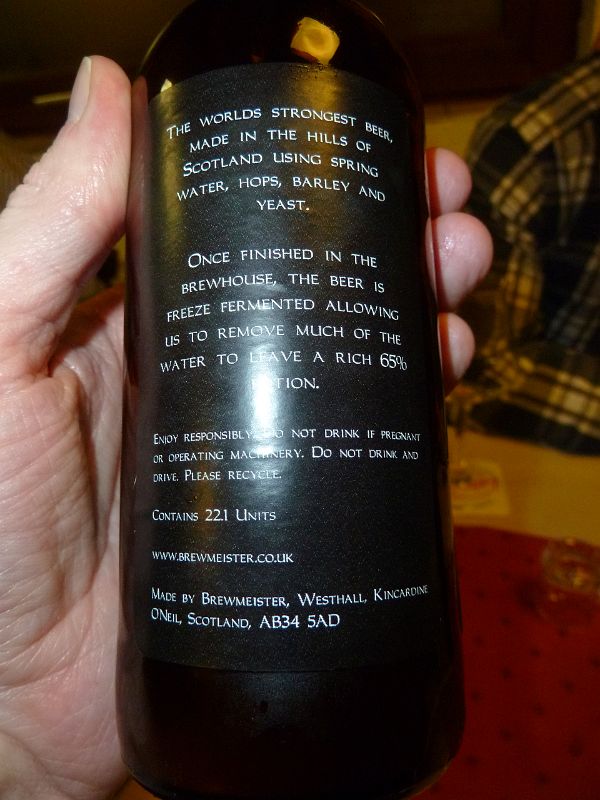 The worlds strongest beer,
made in the hills of
Scotland using spring
water, hops, barley and
yeast.
Once finished in the
brewhouse, the beer is
freeze fermented allowing
us to remove much of the
water to leave a rich 65%
Enjoy responsibly. Do not drink if pregnant
or operating machinery. Do not drink and
drive. Please recycle.
Contains 22.1 Units
www.brewmeister.co.uk
Made by Brewmeister, Westhall, Kincardine
O'Neil, Scotland, AB34 5AD